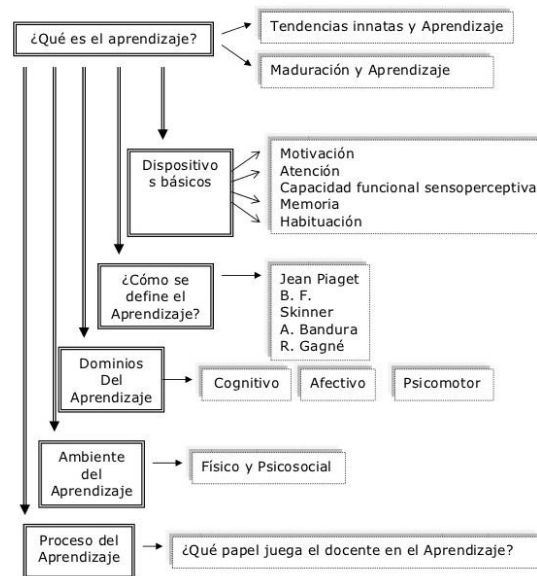 ¿Qué es el aprendizaje?
Tendencias innatas y Aprendizaje
Maduración y Aprendizaje
Dispositivo
s básicos
Motivación
Atención
Capacidad funcional sensoperceptiva
Memoria
Habituación
¿Cómo se
define el
Aprendizaje?
Jean Piaget
B. F.
Skinner
A. Bandura
R. Gagné
Dominios
Del
Aprendizaje
Cognitivo
Afectivo
Psicomotor
Ambiente
del
Aprendizaje
Físico y Psicosocial
Proceso del
Aprendizaje
¿Qué papel juega el docente en el Aprendizaje?